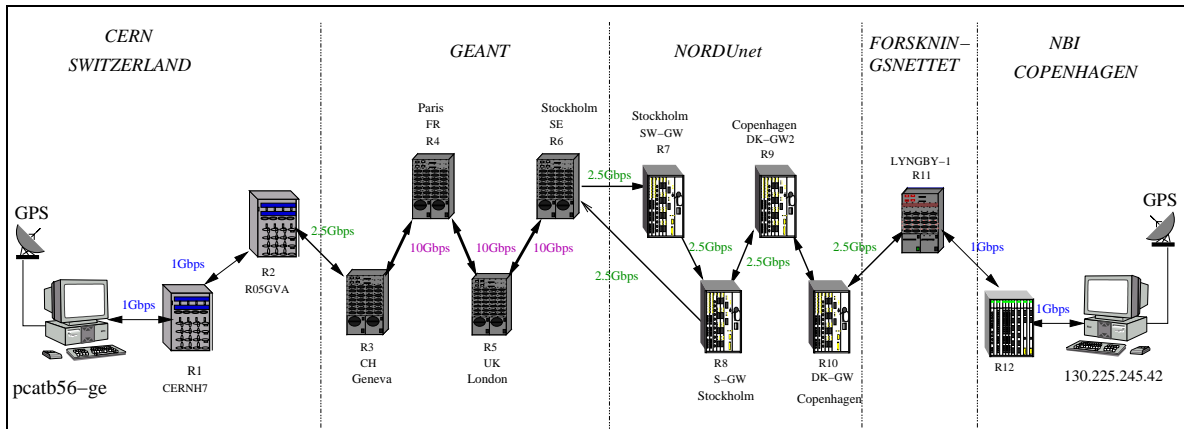 CERN
SWITZERLAND
GEANT
NORDUnet
FORSKNIN–
GSNETTET
NBI
COPENHAGEN
GPS
pcatb56–ge
1Gbps
R1
CERNH7
1Gbps
R2
R05GVA
2.5Gbps
R3
CH
Geneva
10Gbps
Paris
FR
R4
10Gbps
R5
UK
London
10Gbps
Stockholm
SE
R6
2.5Gbps
2.5Gbps
Stockholm
SW–GW
R7
2.5Gbps
R8
S–GW
Stockholm
2.5Gbps
Copenhagen
DK–GW2
R9
R10
DK–GW
Copenhagen
2.5Gbps
LYNGBY–1
R11
1Gbps
R12
1Gbps
GPS
130.225.245.42